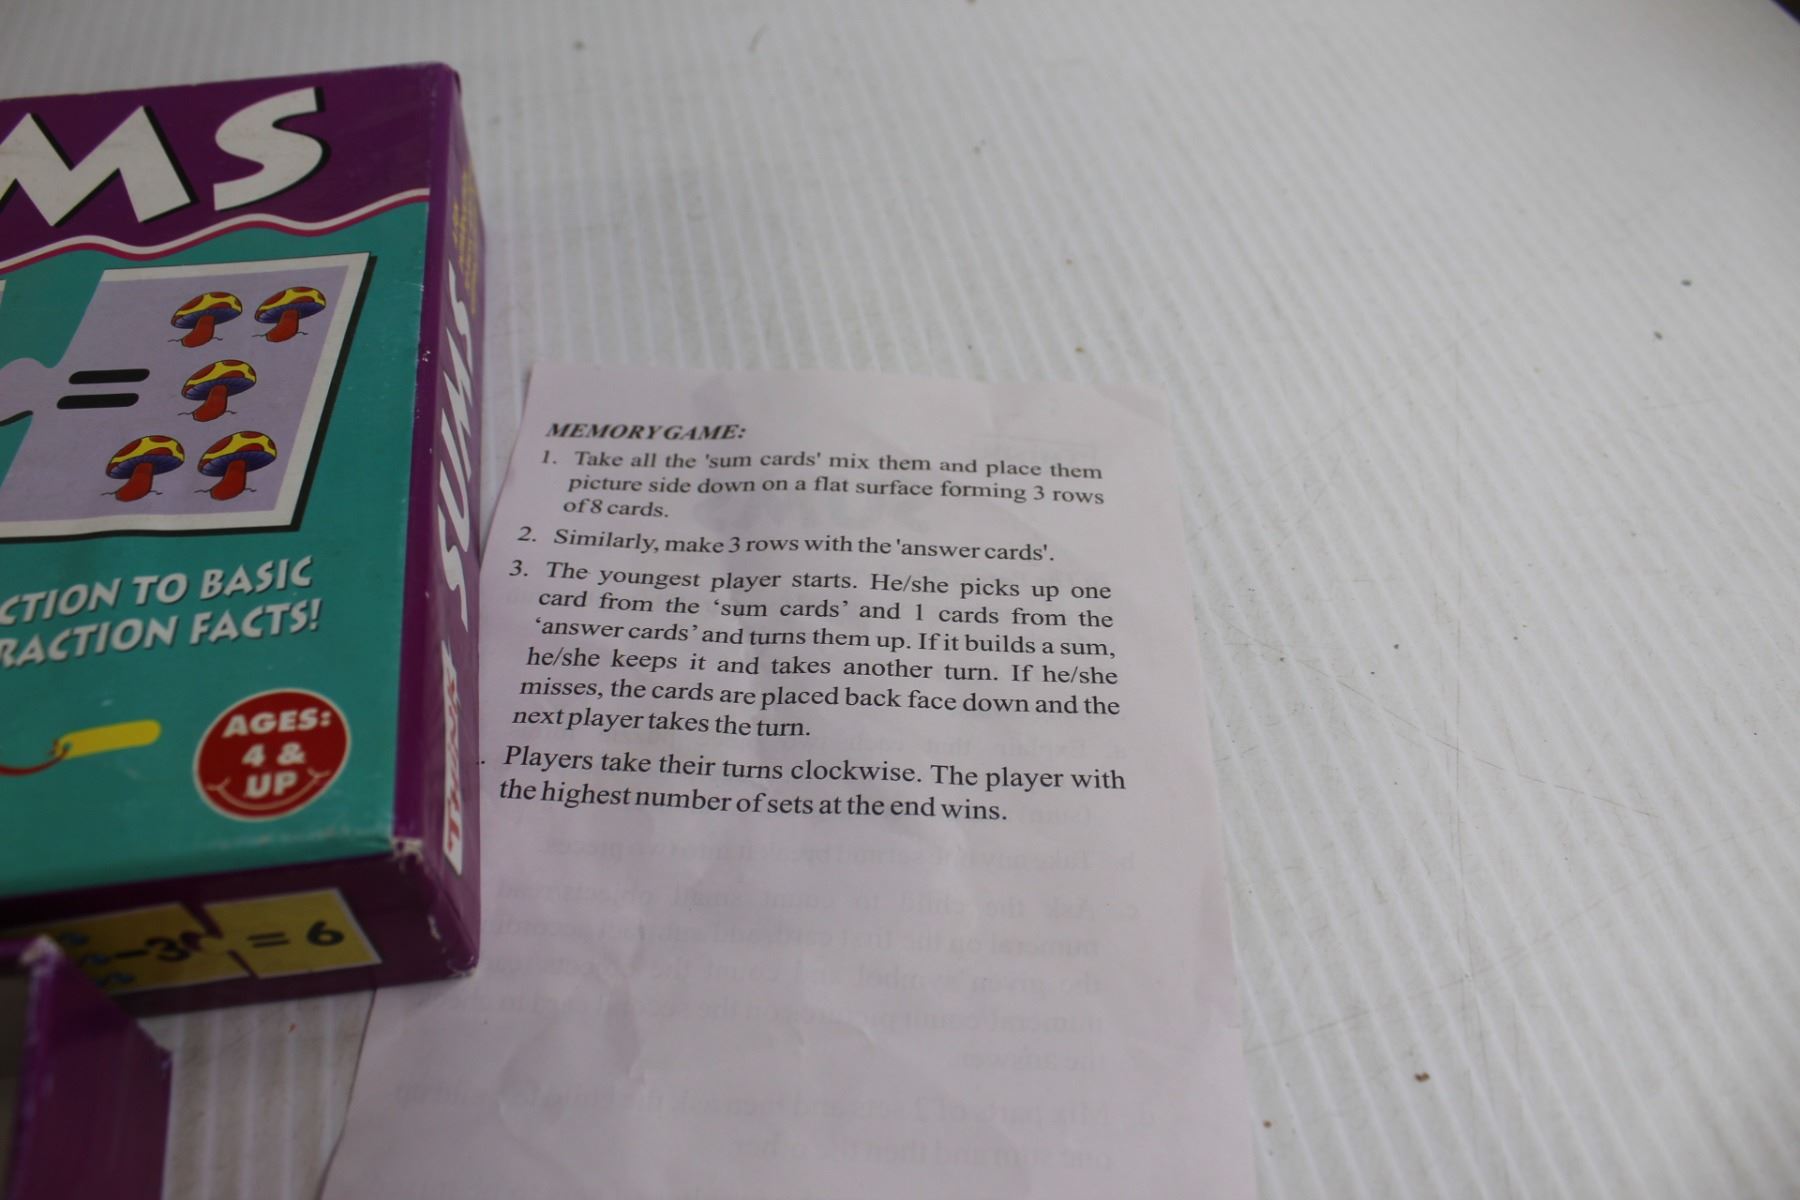 MS
=
CTION TO BASIC
RACTION FACTS!
AGES:
4 &
UP
THINK SUMS
-3
= 6
MEMORY GAME:
1. Take all the 'sum cards' mix them and place them
picture side down on a flat surface forming 3 rows
of 8 cards.
2. Similarly, make 3 rows with the 'answer cards'.
3. The youngest player starts. He/she picks up one
card from the ‘sum cards’ and 1 cards from the
‘answer cards’ and turns them up. If it builds a sum,
he/she keeps it and takes another turn. If he/she
misses, the cards are placed back face down and the
next player takes the turn.
. Players take their turns clockwise. The player with
the highest number of sets at the end wins.